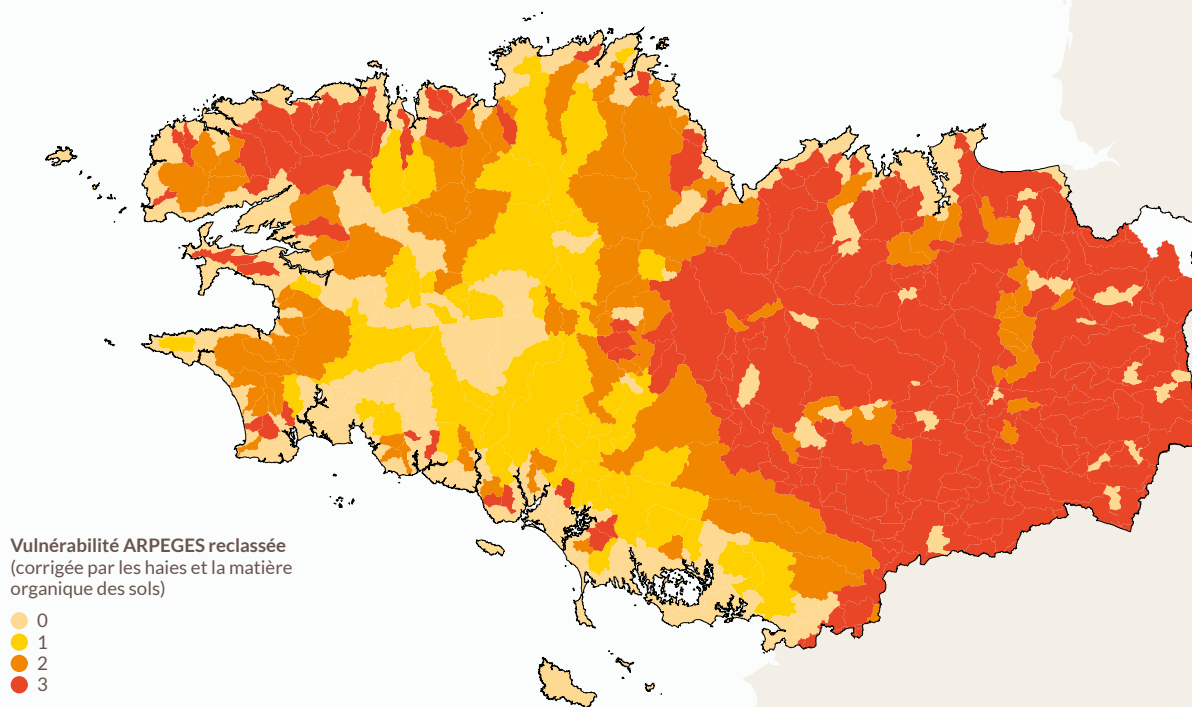 Vulnérabilité ARPEGES reclassée
(corrigée par les haies et la matière
organique des sols)
0
1
2
3